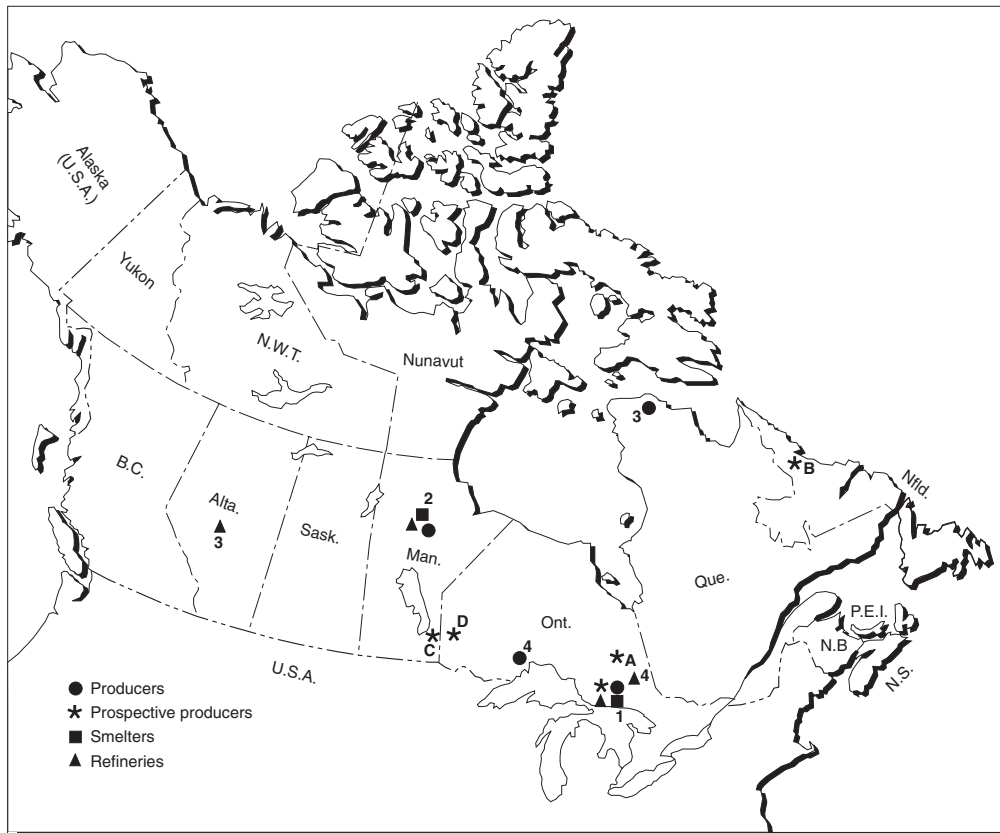 Alaska
(U.S.A.)
Yukon
N.W.T.
Nunavut
3
B
Nfld.
B.C.
Alta.
3
Sask.
2
Man.
Que.
P.E.I.
N.B
N.S.
D
C
Ont.
4
A
4
1
U.S.A.
Producers
Prospective producers
Smelters
Refineries